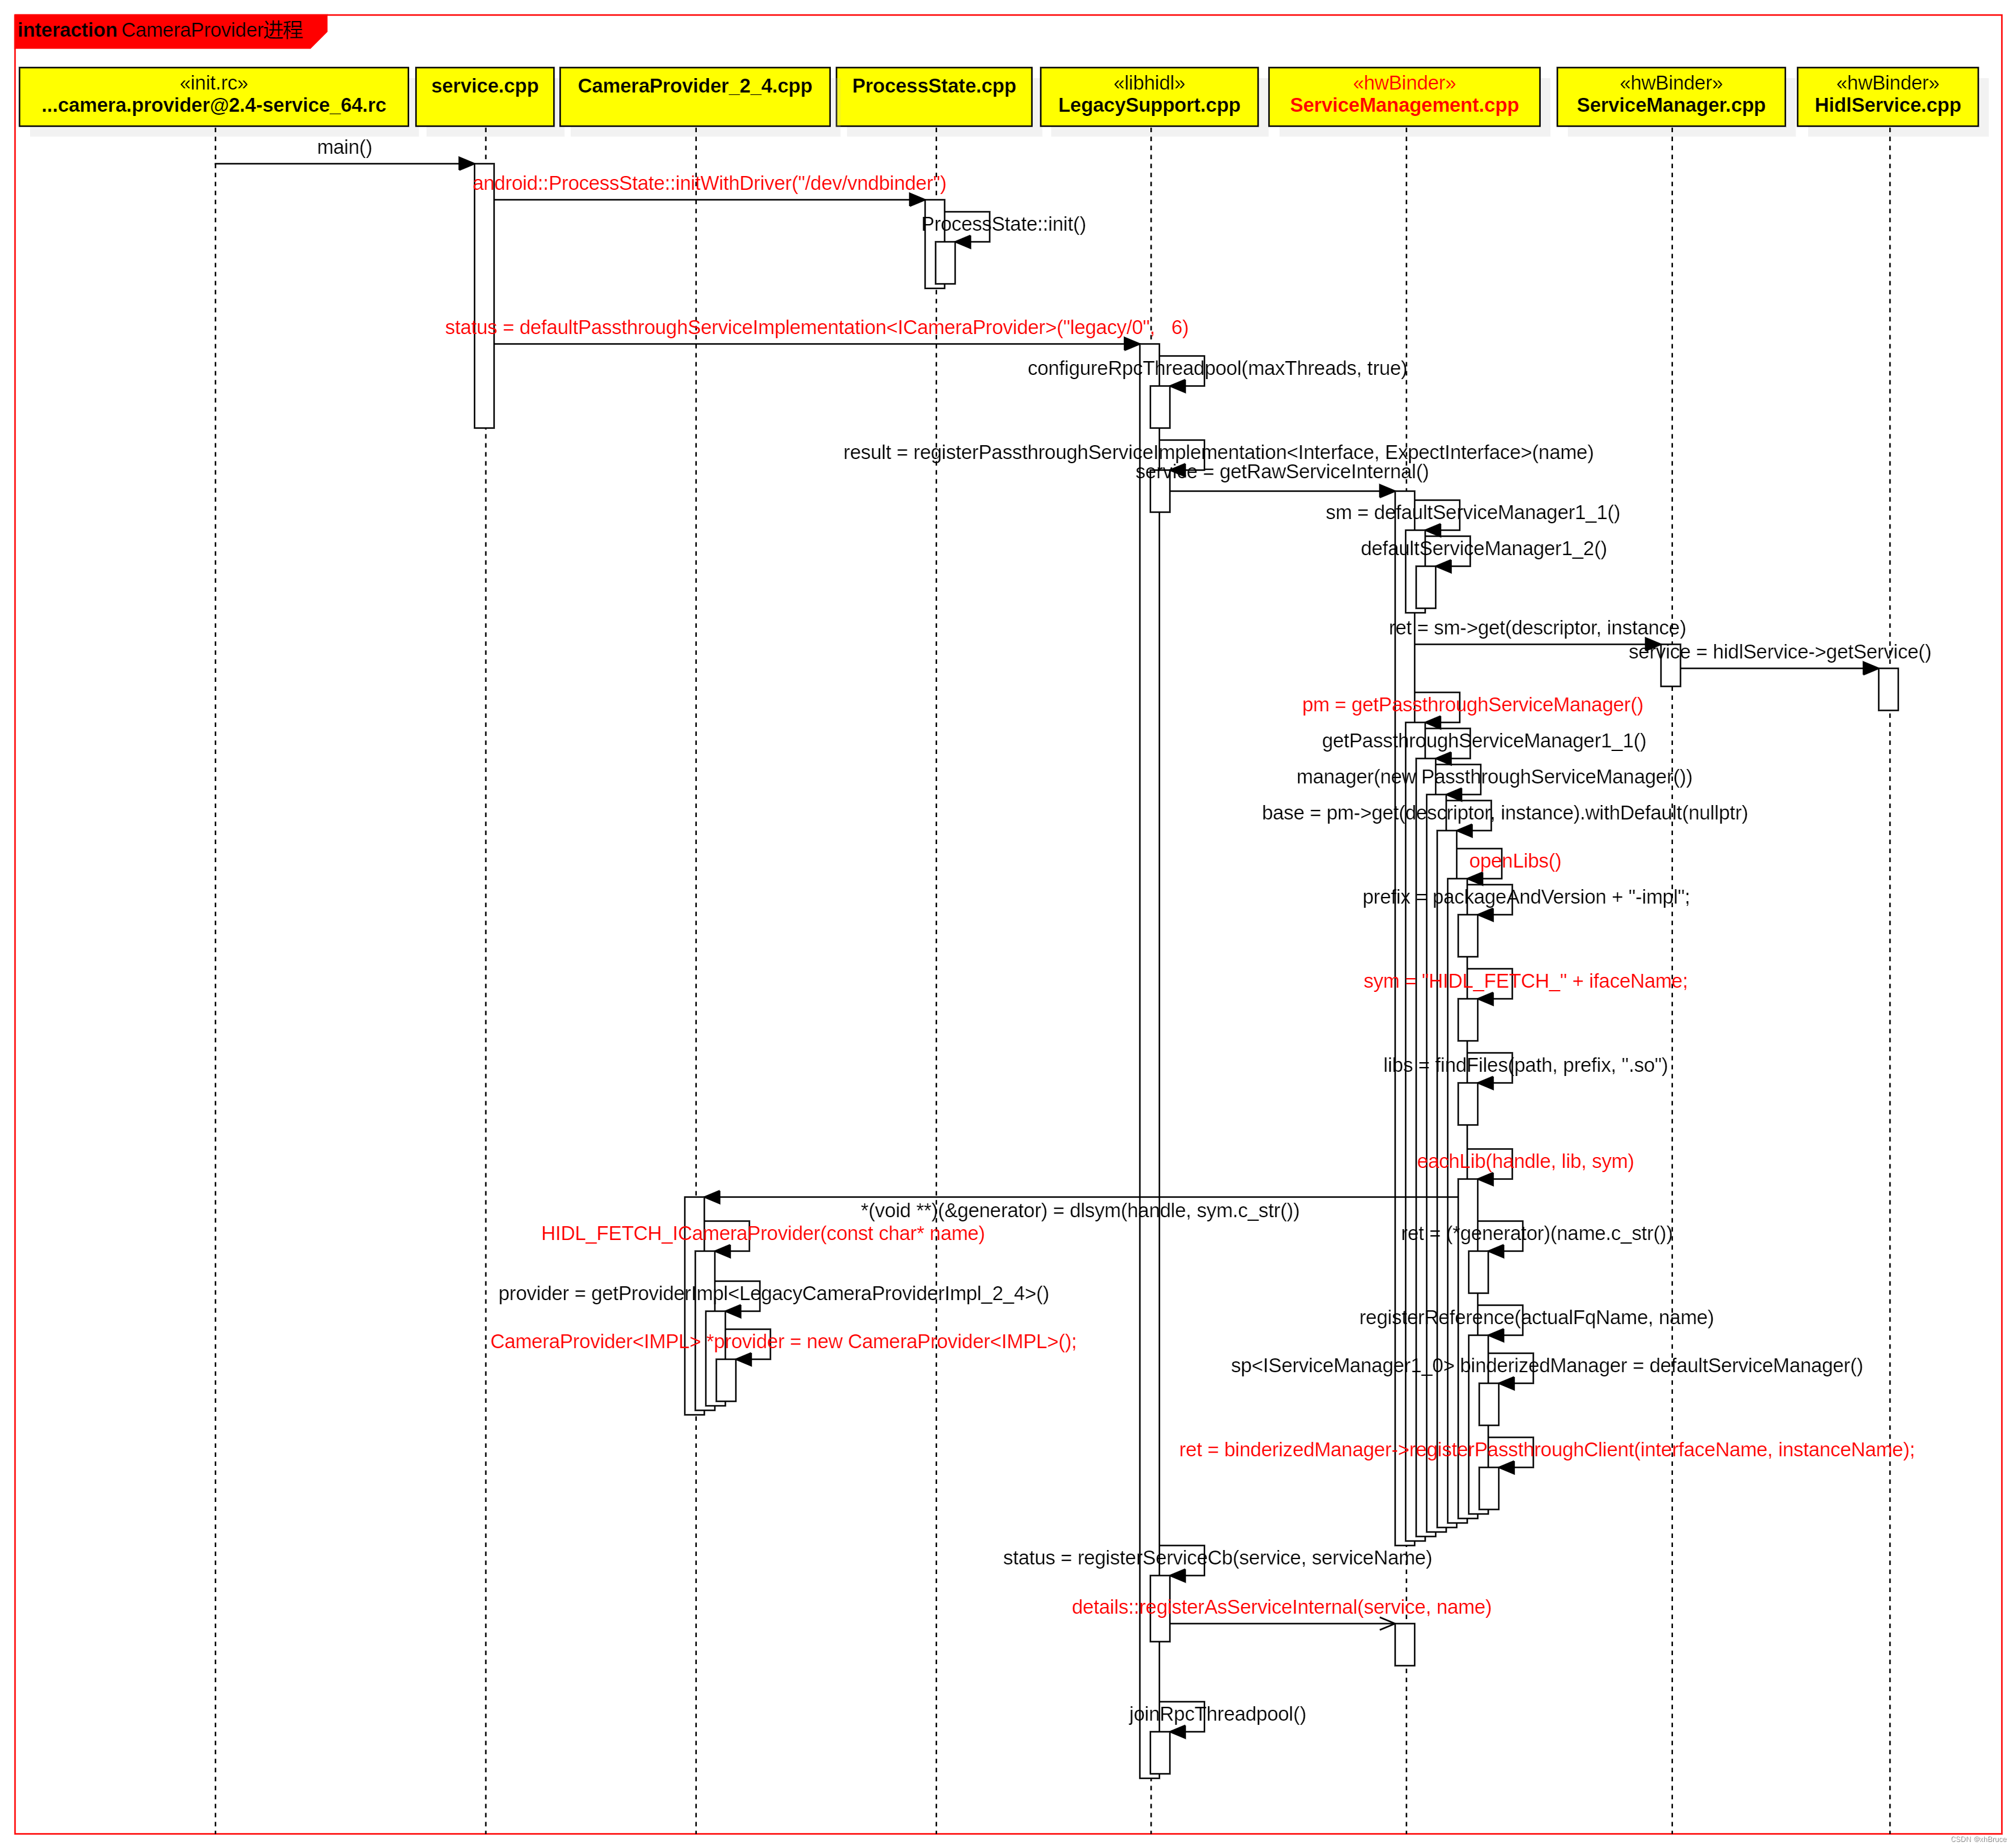 interaction CameraProvider进程
«init.rc»
...camera.provider@2.4-service_64.rc
service.cpp
CameraProvider_2_4.cpp
ProcessState.cpp
«libhidl»
LegacySupport.cpp
«hwBinder»
ServiceManagement.cpp
«hwBinder»
ServiceManager.cpp
«hwBinder»
HidlService.cpp
main()
android::ProcessState::initWithDriver("/dev/vndbinder")
ProcessState::init()
status = defaultPassthroughServiceImplementation<ICameraProvider>("legacy/0",  6)
configureRpcThreadpool(maxThreads, true)
result = registerPassthroughServiceImplementation<Interface, ExpectInterface>(name)
service = getRawServiceInternal()
sm = defaultServiceManager1_1()
defaultServiceManager1_2()
ret = sm->get(descriptor, instance)
service = hidlService->getService()
pm = getPassthroughServiceManager()
getPassthroughServiceManager1_1()
manager(new PassthroughServiceManager())
base = pm->get(descriptor, instance).withDefault(nullptr)
openLibs()
prefix = packageAndVersion + "-impl";
sym = "HIDL_FETCH_" + ifaceName;
libs = findFiles(path, prefix, ".so")
eachLib(handle, lib, sym)
*(void **)(&generator) = dlsym(handle, sym.c_str())
HIDL_FETCH_ICameraProvider(const char* name)
ret = (*generator)(name.c_str())
provider = getProviderImpl<LegacyCameraProviderImpl_2_4>()
registerReference(actualFqName, name)
CameraProvider<IMPL> *provider = new CameraProvider<IMPL>();
sp<IServiceManager1_0> binderizedManager = defaultServiceManager()
ret = binderizedManager->registerPassthroughClient(interfaceName, instanceName);
status = registerServiceCb(service, serviceName)
details::registerAsServiceInternal(service, name)
joinRpcThreadpool()
CSDN @xhBruce